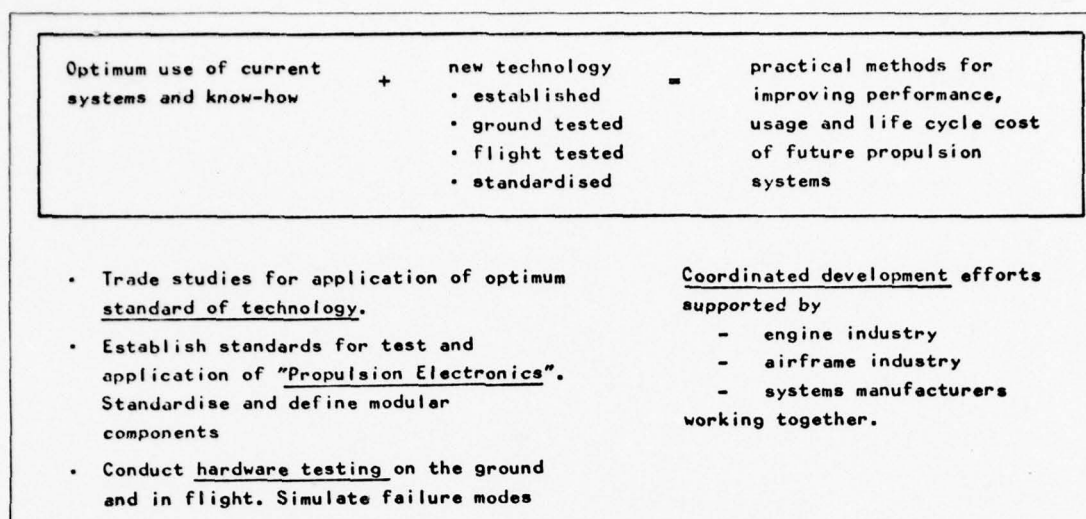 Optimum use of current
systems and know-how
+
new technology
• established
• ground tested
• flight tested
• standardised
=
practical methods for
improving performance,
usage and life cycle cost
of future propulsion
systems
• Trade studies for application of optimum
standard of technology.
• Establish standards for test and
application of "Propulsion Electronics".
Standardise and define modular
components
• Conduct hardware testing on the ground
and in flight. Simulate failure modes
Coordinated development efforts
supported by
- engine industry
- airframe industry
- systems manufacturers
working together.